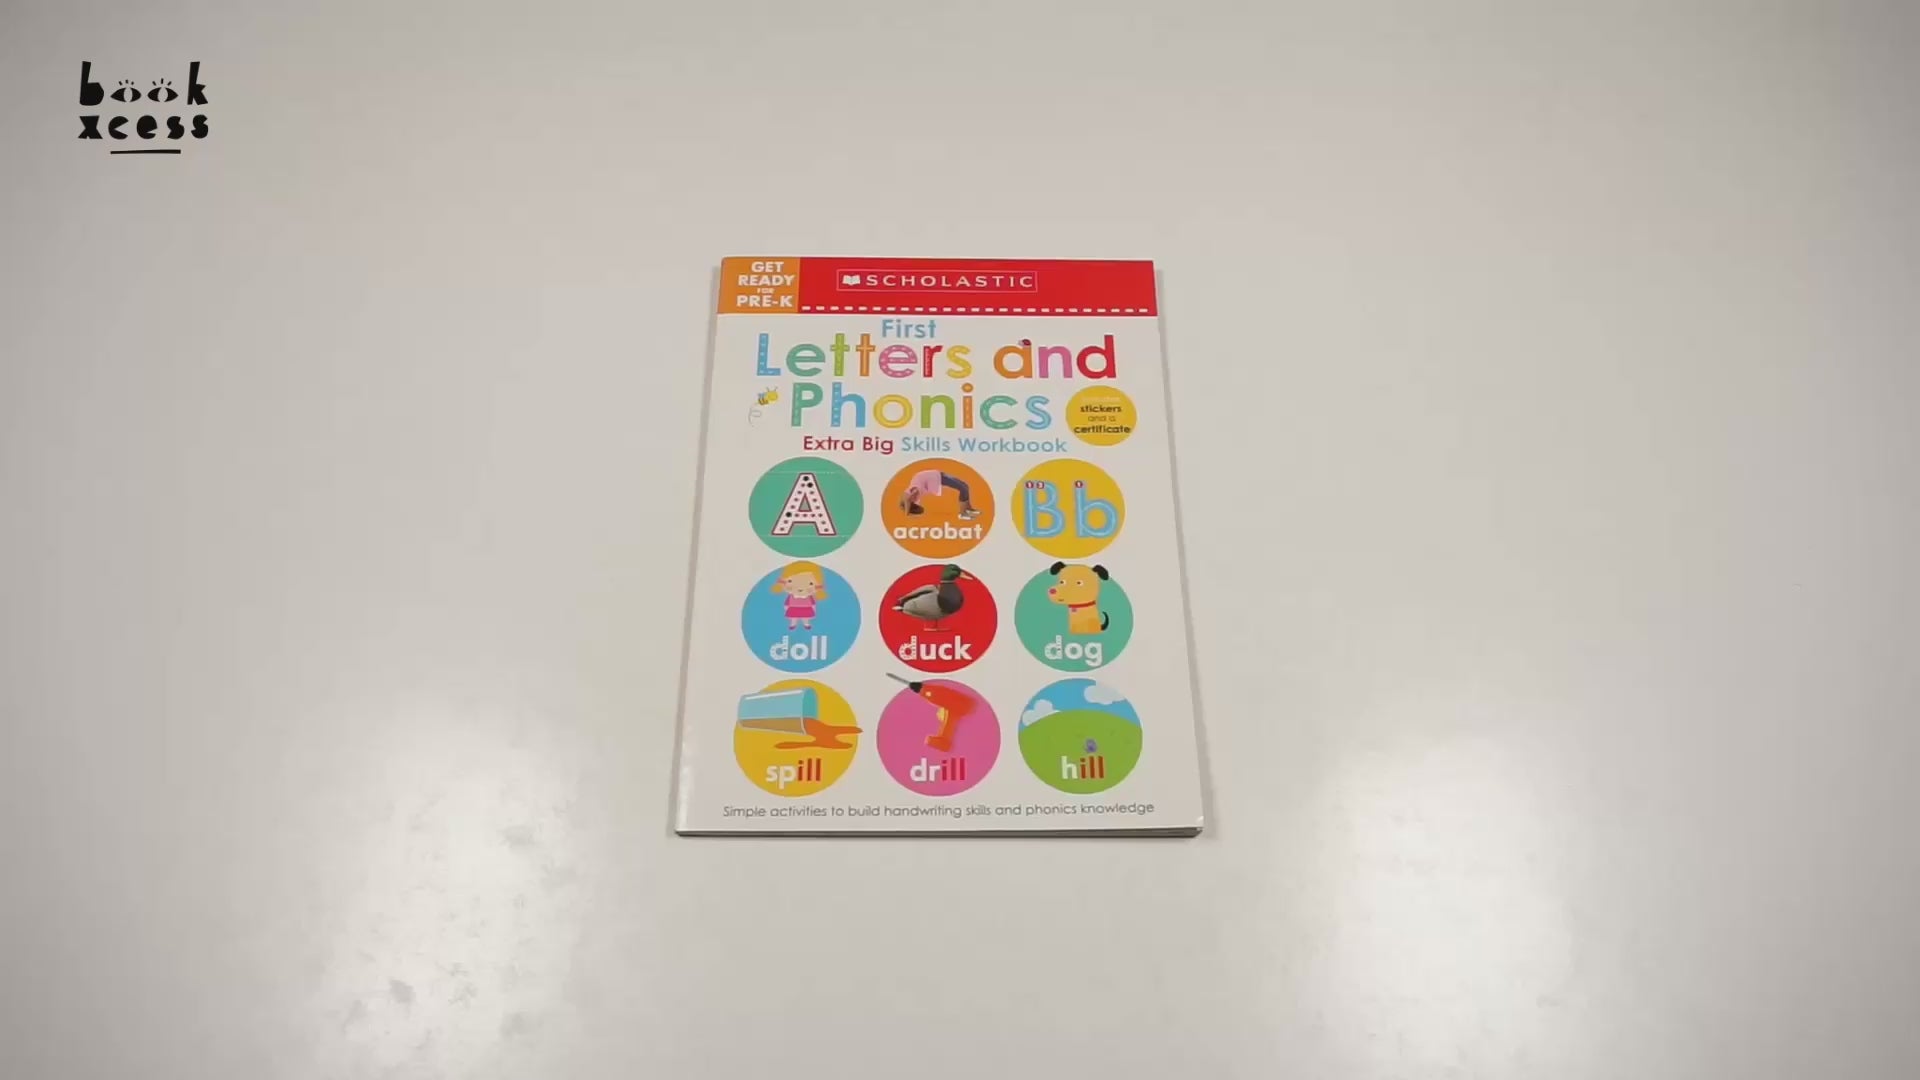 book
xcess
GET
READY
FOR
PRE-K
SCHOLASTIC
First
Letters and
Phonics
stickers
and a
certificate
Extra Big Skills Workbook
A
acrobat
Bb
doll
duck
dog
spill
drill
hill
Simple activities to build handwriting skills and phonics knowledge